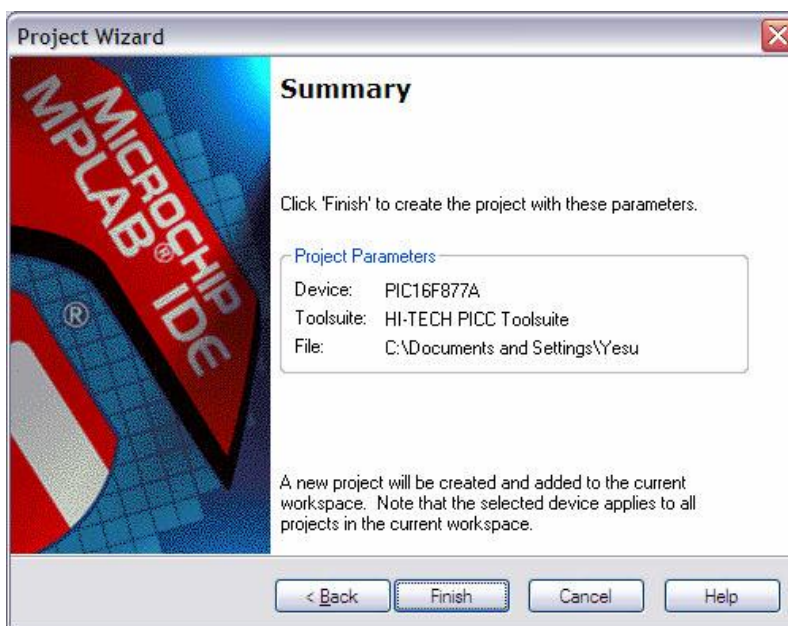 Project Wizard
MICROCHIP
MPLAB® IDE
®
Summary
Click 'Finish' to create the project with these parameters.
Project Parameters
Device: PIC16F877A
Toolsuite: HI-TECH PICC Toolsuite
File: C:\Documents and Settings\Yesu
A new project will be created and added to the current
workspace. Note that the selected device applies to all
projects in the current workspace.
< Back Finish Cancel Help